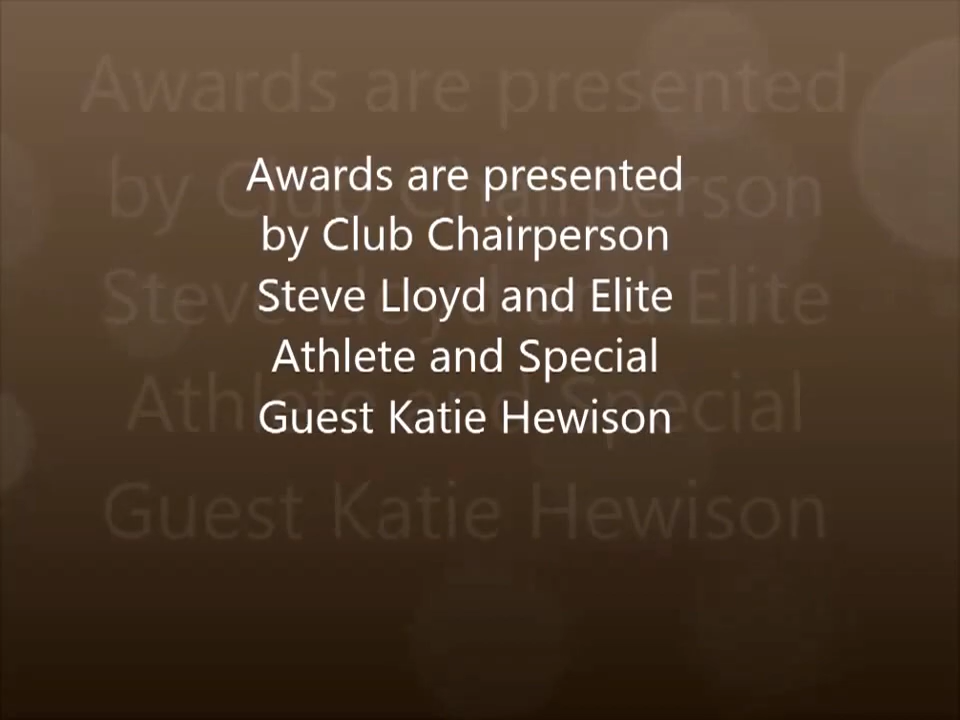 Awards are presented
by Club Chairperson
Steve Lloyd and Elite
Athlete and Special
Guest Katie Hewison